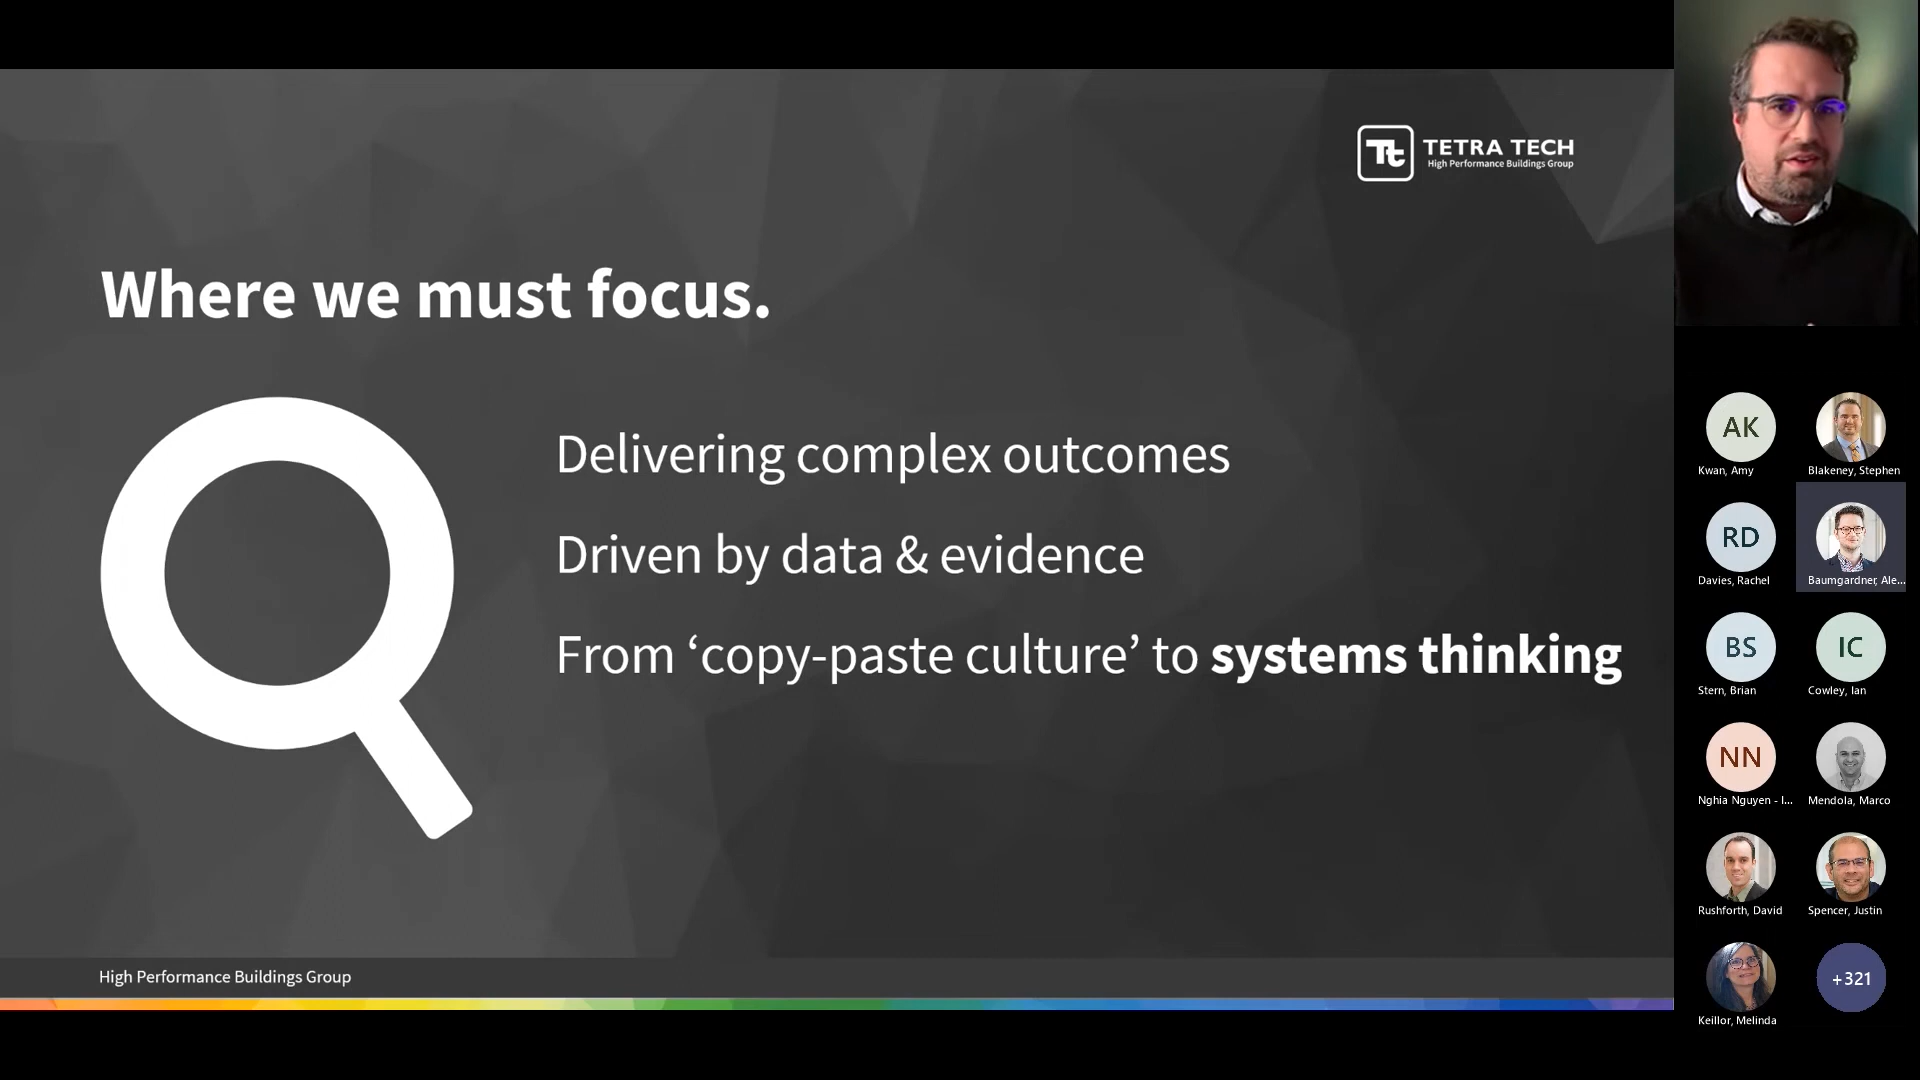 Tt TETRA TECH
High Performance Buildings Group
Where we must focus.
Delivering complex outcomes
Driven by data & evidence
From ‘copy-paste culture’ to systems thinking
High Performance Buildings Group
AK
Kwan, Amy
Blakeney, Stephen
RD
Davies, Rachel
Baumgardner, Ale...
BS
Stern, Brian
IC
Cowley, Ian
NN
Nghia Nguyen - I...
Mendola, Marco
Rushforth, David
Spencer, Justin
Keillor, Melinda
+321